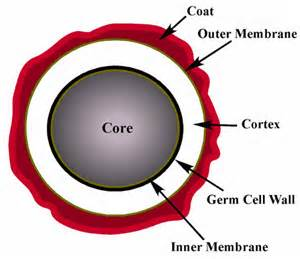 Coat
Outer Membrane
Core
Cortex
Germ Cell Wall
Inner Membrane